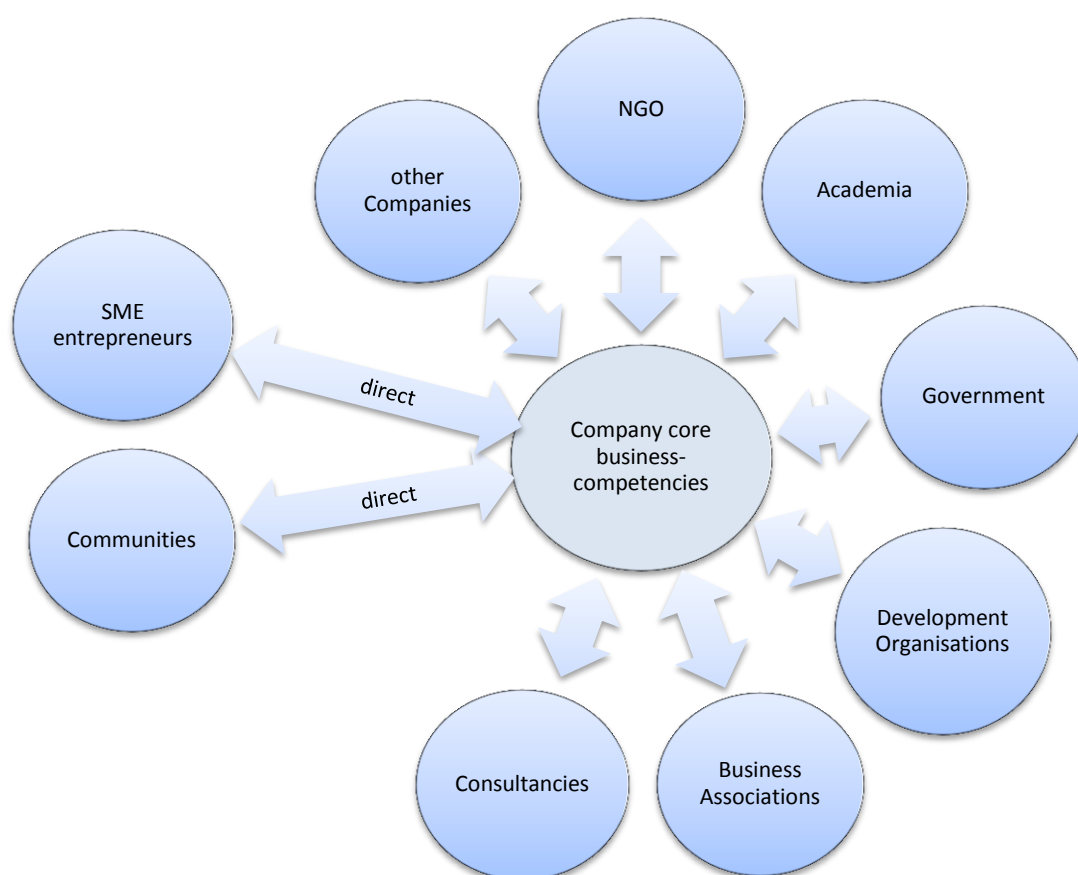 NGO
other
Companies
Academia
SME
entrepreneurs
direct
Government
Company core
business-
competencies
direct
Communities
Development
Organisations
Consultancies
Business
Associations